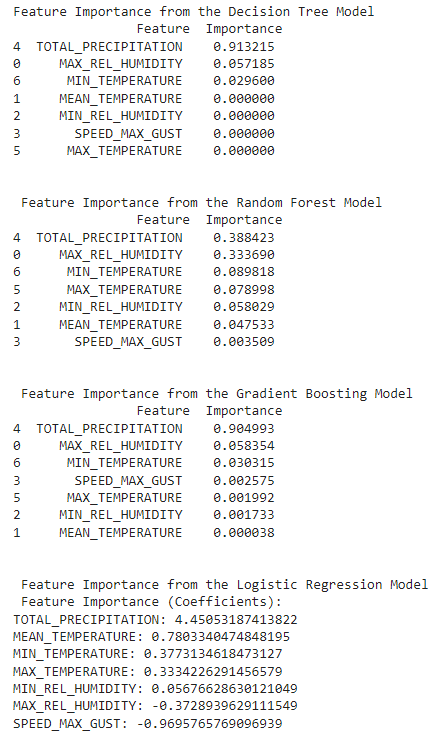 Feature Importance from the Decision Tree Model
Feature Importance
4 TOTAL_PRECIPITATION 0.913215
0 MAX_REL_HUMIDITY 0.057185
6 MIN_TEMPERATURE 0.029600
1 MEAN_TEMPERATURE 0.000000
2 MIN_REL_HUMIDITY 0.000000
3 SPEED_MAX_GUST 0.000000
5 MAX_TEMPERATURE 0.000000
Feature Importance from the Random Forest Model
Feature Importance
4 TOTAL_PRECIPITATION 0.388423
0 MAX_REL_HUMIDITY 0.333690
6 MIN_TEMPERATURE 0.089818
5 MAX_TEMPERATURE 0.078998
2 MIN_REL_HUMIDITY 0.058029
1 MEAN_TEMPERATURE 0.047533
3 SPEED_MAX_GUST 0.003509
Feature Importance from the Gradient Boosting Model
Feature Importance
4 TOTAL_PRECIPITATION 0.904993
0 MAX_REL_HUMIDITY 0.058354
6 MIN_TEMPERATURE 0.030315
3 SPEED_MAX_GUST 0.002575
5 MAX_TEMPERATURE 0.001992
2 MIN_REL_HUMIDITY 0.001733
1 MEAN_TEMPERATURE 0.000038
Feature Importance from the Logistic Regression Model
Feature Importance (Coefficients):
TOTAL_PRECIPITATION: 4.45053187413822
MEAN_TEMPERATURE: 0.7803340474848195
MIN_TEMPERATURE: 0.3773134618473127
MAX_TEMPERATURE: 0.3334226291456579
MIN_REL_HUMIDITY: 0.05676628630121049
MAX_REL_HUMIDITY: -0.3728939629111549
SPEED_MAX_GUST: -0.9695765769096939